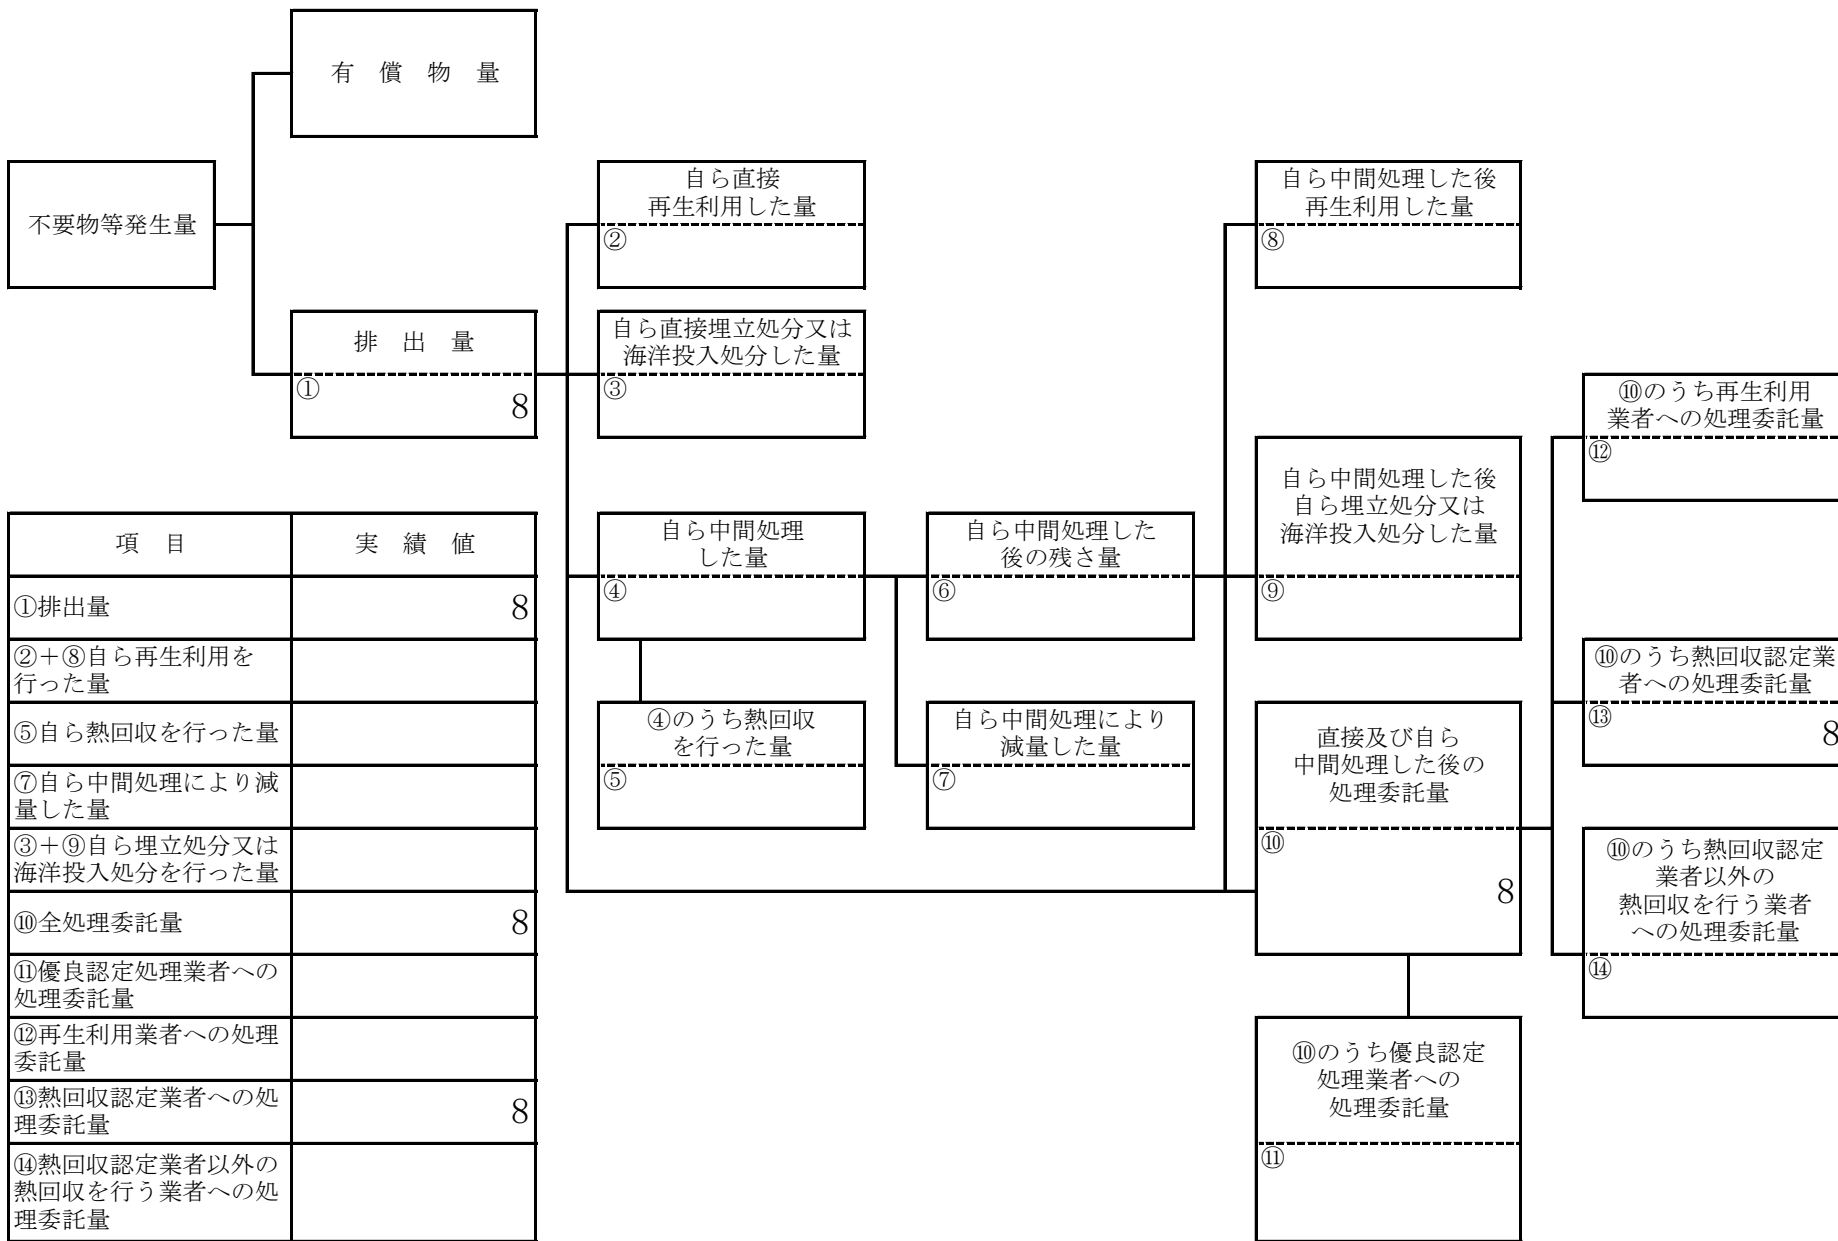 有 償 物 量
不要物等発生量
排 出 量
①
8
自ら直接
再生利用した量
②
自ら直接埋立処分又は
海洋投入処分した量
③
自ら中間処理
した量
④
④のうち熱回収
を行った量
⑤
自ら中間処理した
後の残さ量
⑥
自ら中間処理により
減量した量
⑦
自ら中間処理した後
再生利用した量
⑧
自ら中間処理した後
自ら埋立処分又は
海洋投入処分した量
⑨
直接及び自ら
中間処理した後の
処理委託量
⑩
8
⑩のうち優良認定
処理業者への
処理委託量
⑪
⑩のうち再生利用
業者への処理委託量
⑫
⑩のうち熱回収認定業
者への処理委託量
⑬
8
⑩のうち熱回収認定
業者以外の
熱回収を行う業者
への処理委託量
⑭
項 目
実 績 値
①排出量
8
②+⑧自ら再生利用を
行った量
⑤自ら熱回収を行った量
⑦自ら中間処理により減
量した量
③+⑨自ら埋立処分又は
海洋投入処分を行った量
⑩全処理委託量
8
⑪優良認定処理業者への
処理委託量
⑫再生利用業者への処理
委託量
⑬熱回収認定業者への処
理委託量
8
⑭熱回収認定業者以外の
熱回収を行う業者への処
理委託量